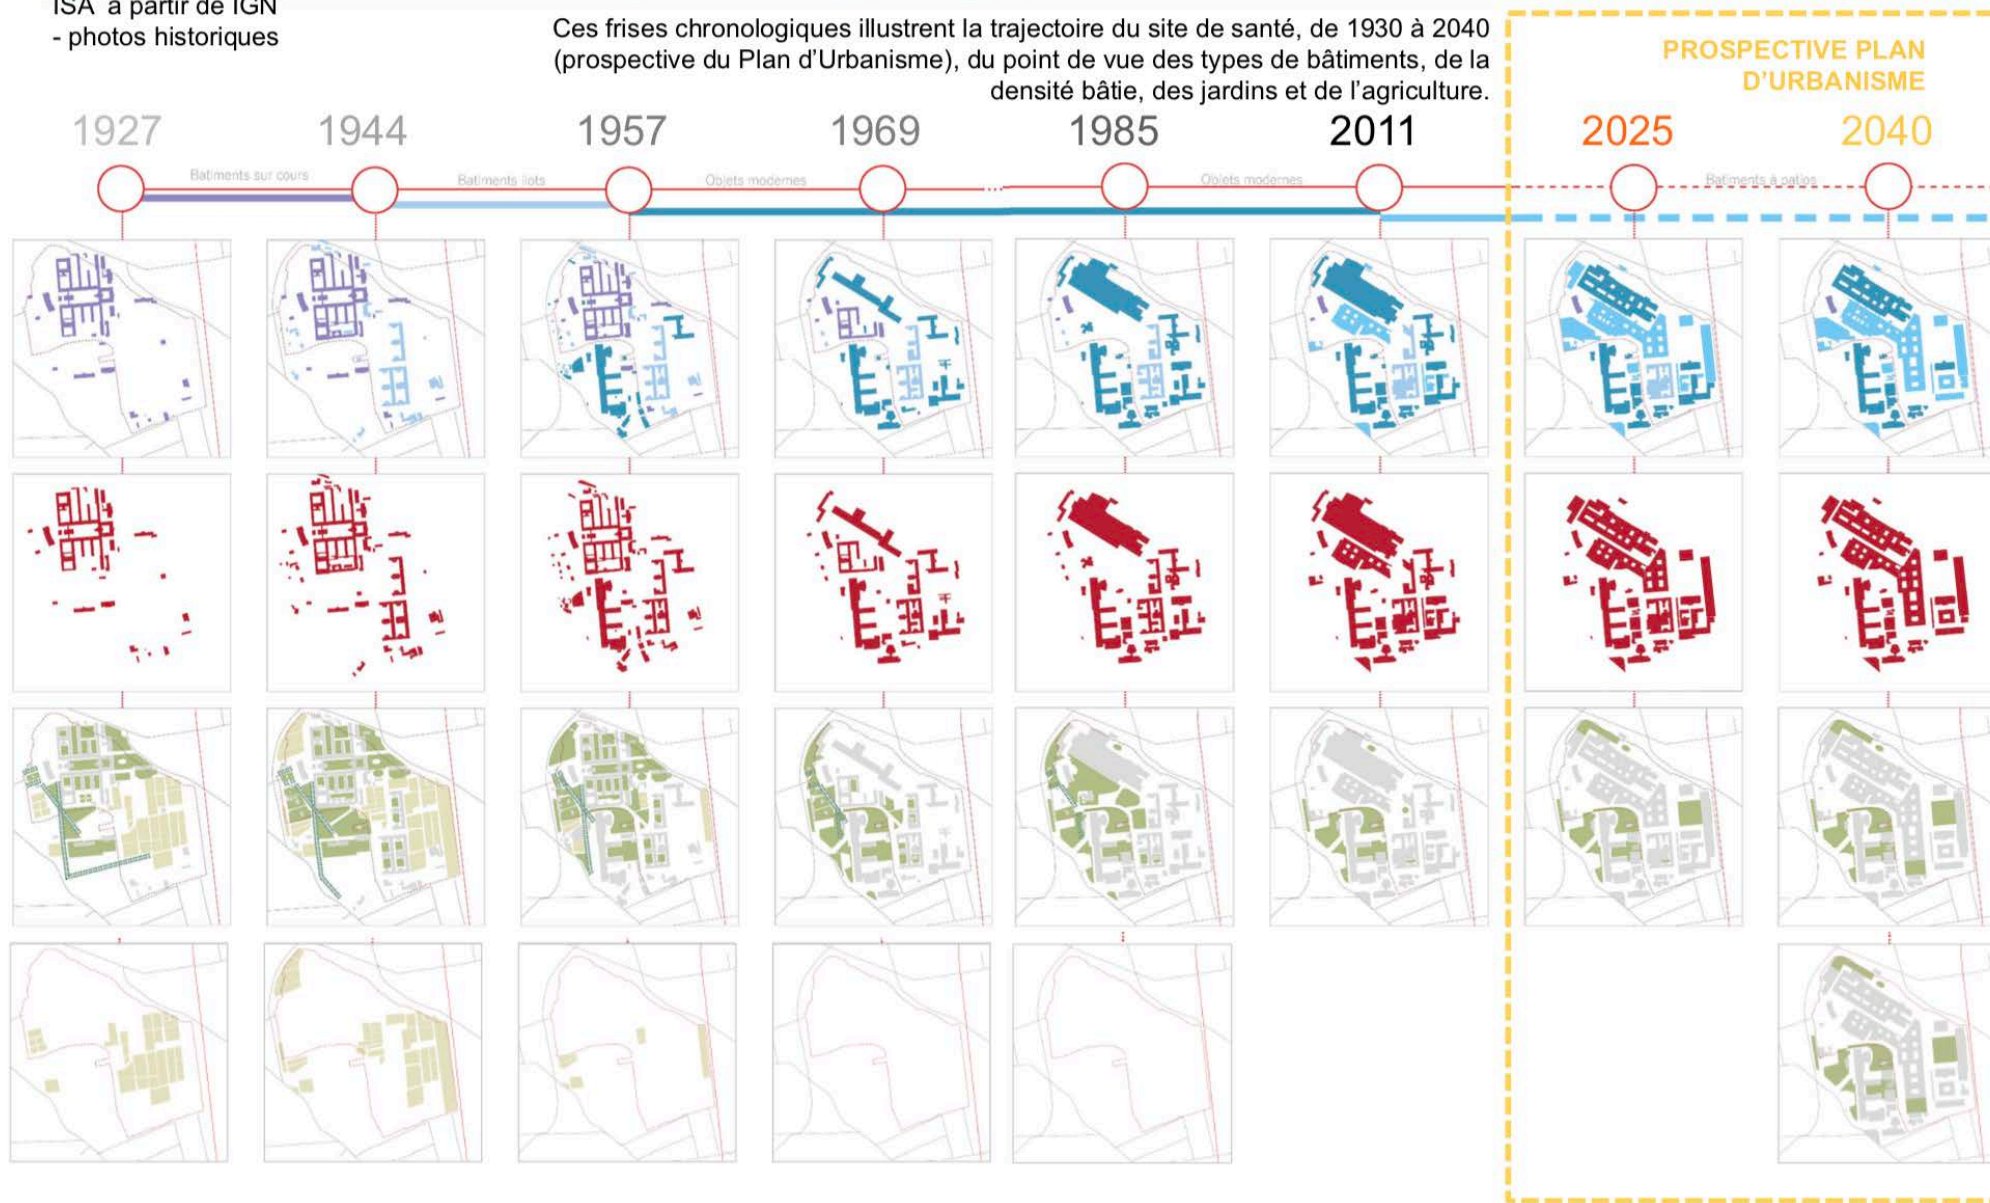 ISA à partir de IGN
- photos historiques
Ces frises chronologiques illustrent la trajectoire du site de santé, de 1930 à 2040
(prospective du Plan d’Urbanisme), du point de vue des types de bâtiments, de la
densité bâtie, des jardins et de l’agriculture.
PROSPECTIVE PLAN
D’URBANISME
1927
1944
1957
1969
1985
2011
2025
2040
Batiments sur cours
Batiments ilots
Objets modernes
Objets modernes
Batiments à patios